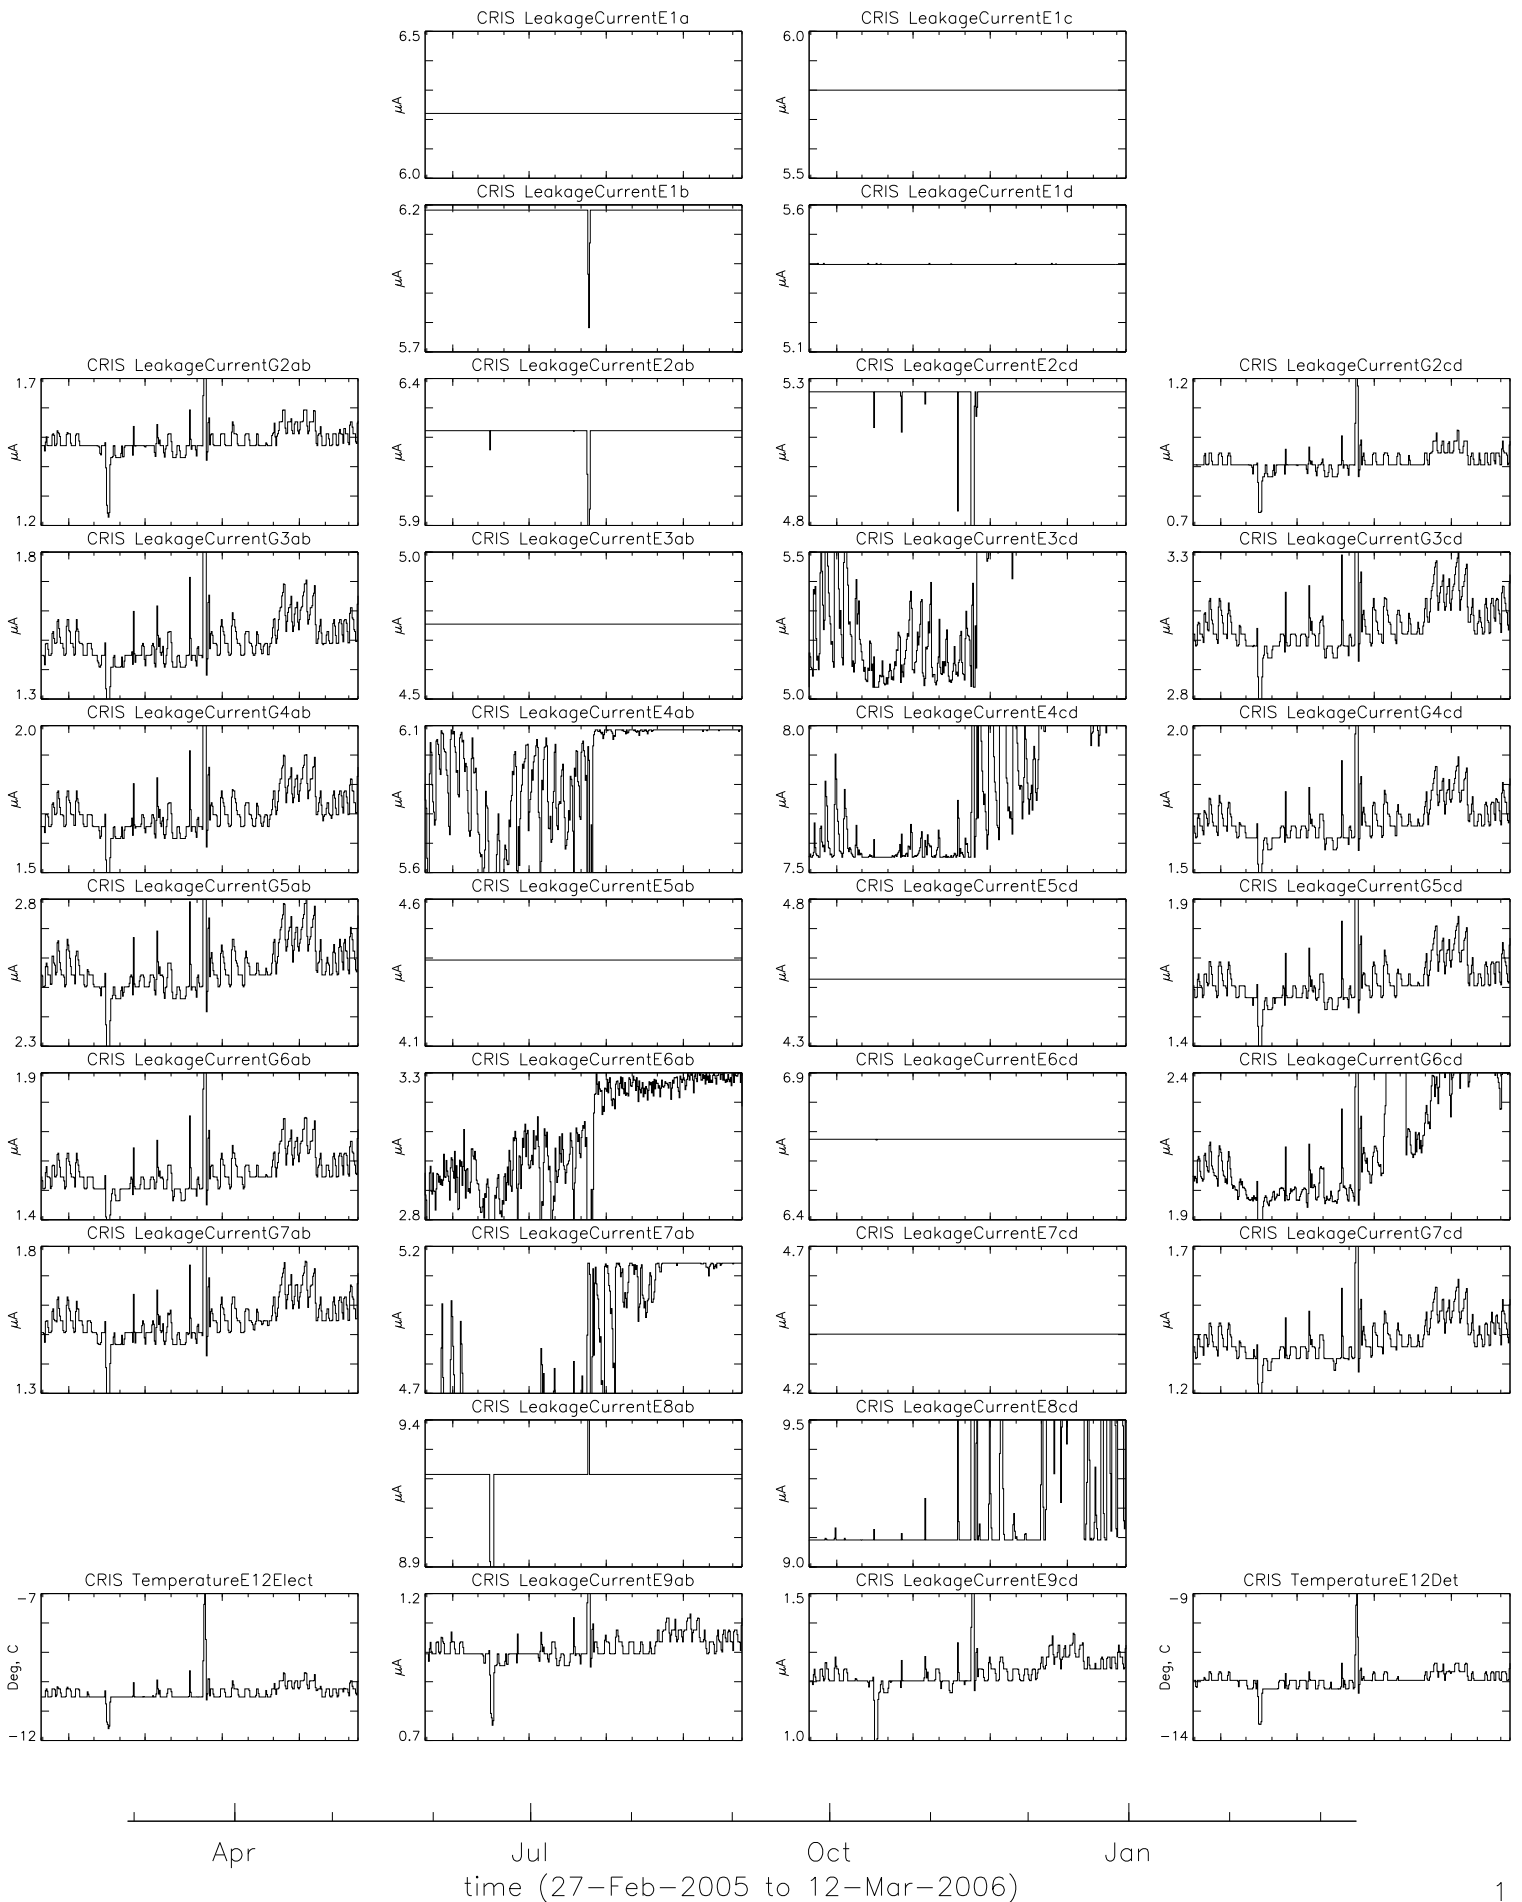 CRIS LeakageCurrentE1a CRIS LeakageCurrentE1c
6.5 6.0
μA μA
6.0 5.5
CRIS LeakageCurrentE1b CRIS LeakageCurrentE1d
6.2 5.6
μA μA
5.7 5.1
CRIS LeakageCurrentG2ab CRIS LeakageCurrentE2ab CRIS LeakageCurrentE2cd CRIS LeakageCurrentG2cd
1.7 6.4 5.3 1.2
μA μA μA μA
1.2 5.9 4.8 0.7
CRIS LeakageCurrentG3ab CRIS LeakageCurrentE3ab CRIS LeakageCurrentE3cd CRIS LeakageCurrentG3cd
1.8 5.0 5.5 3.3
μA μA μA μA
1.3 4.5 5.0 2.8
CRIS LeakageCurrentG4ab CRIS LeakageCurrentE4ab CRIS LeakageCurrentE4cd CRIS LeakageCurrentG4cd
2.0 6.1 8.0 2.0
μA μA μA μA
1.5 5.6 7.5 1.5
CRIS LeakageCurrentG5ab CRIS LeakageCurrentE5ab CRIS LeakageCurrentE5cd CRIS LeakageCurrentG5cd
2.8 4.6 4.8 1.9
μA μA μA μA
2.3 4.1 4.3 1.4
CRIS LeakageCurrentG6ab CRIS LeakageCurrentE6ab CRIS LeakageCurrentE6cd CRIS LeakageCurrentG6cd
1.9 3.3 6.9 2.4
μA μA μA μA
1.4 2.8 6.4 1.9
CRIS LeakageCurrentG7ab CRIS LeakageCurrentE7ab CRIS LeakageCurrentE7cd CRIS LeakageCurrentG7cd
1.8 5.2 4.7 1.7
μA μA μA μA
1.3 4.7 4.2 1.2
CRIS LeakageCurrentE8ab CRIS LeakageCurrentE8cd
9.4 9.5
μA μA
8.9 9.0
CRIS TemperatureE12Elect CRIS LeakageCurrentE9ab CRIS LeakageCurrentE9cd CRIS TemperatureE12Det
−7 1.2 1.5 −9
Deg, C μA μA Deg, C
−12 0.7 1.0 −14
Apr Jul Oct Jan
time (27−Feb−2005 to 12−Mar−2006)
1